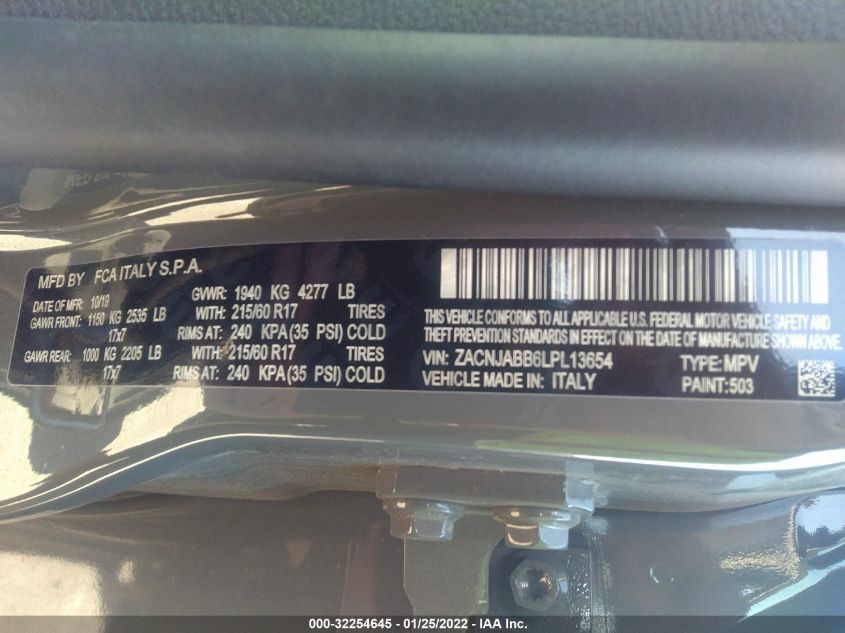 MFD BY FCA ITALY S.P.A.
DATE OF MFR: 10/19 GVWR: 1940 KG 4277 LB
GAWR FRONT: 1150 KG 2535 LB WITH: 215/60 R17 TIRES
17x7 RIMS AT: 240 KPA (35 PSI) COLD
GAWR REAR: 1000 KG 2205 LB WITH: 215/60 R17 TIRES
17x7 RIMS AT: 240 KPA (35 PSI) COLD
THIS VEHICLE CONFORMS TO ALL APPLICABLE U.S. FEDERAL MOTOR VEHICLE SAFETY AND
THEFT PREVENTION STANDARDS IN EFFECT ON THE DATE OF MANUFACTURE SHOWN ABOVE.
VIN: ZACNJABB6LPL13654 TYPE: MPV
VEHICLE MADE IN: ITALY PAINT: 503
000-32254645 - 01/25/2022 - IAA, Inc.